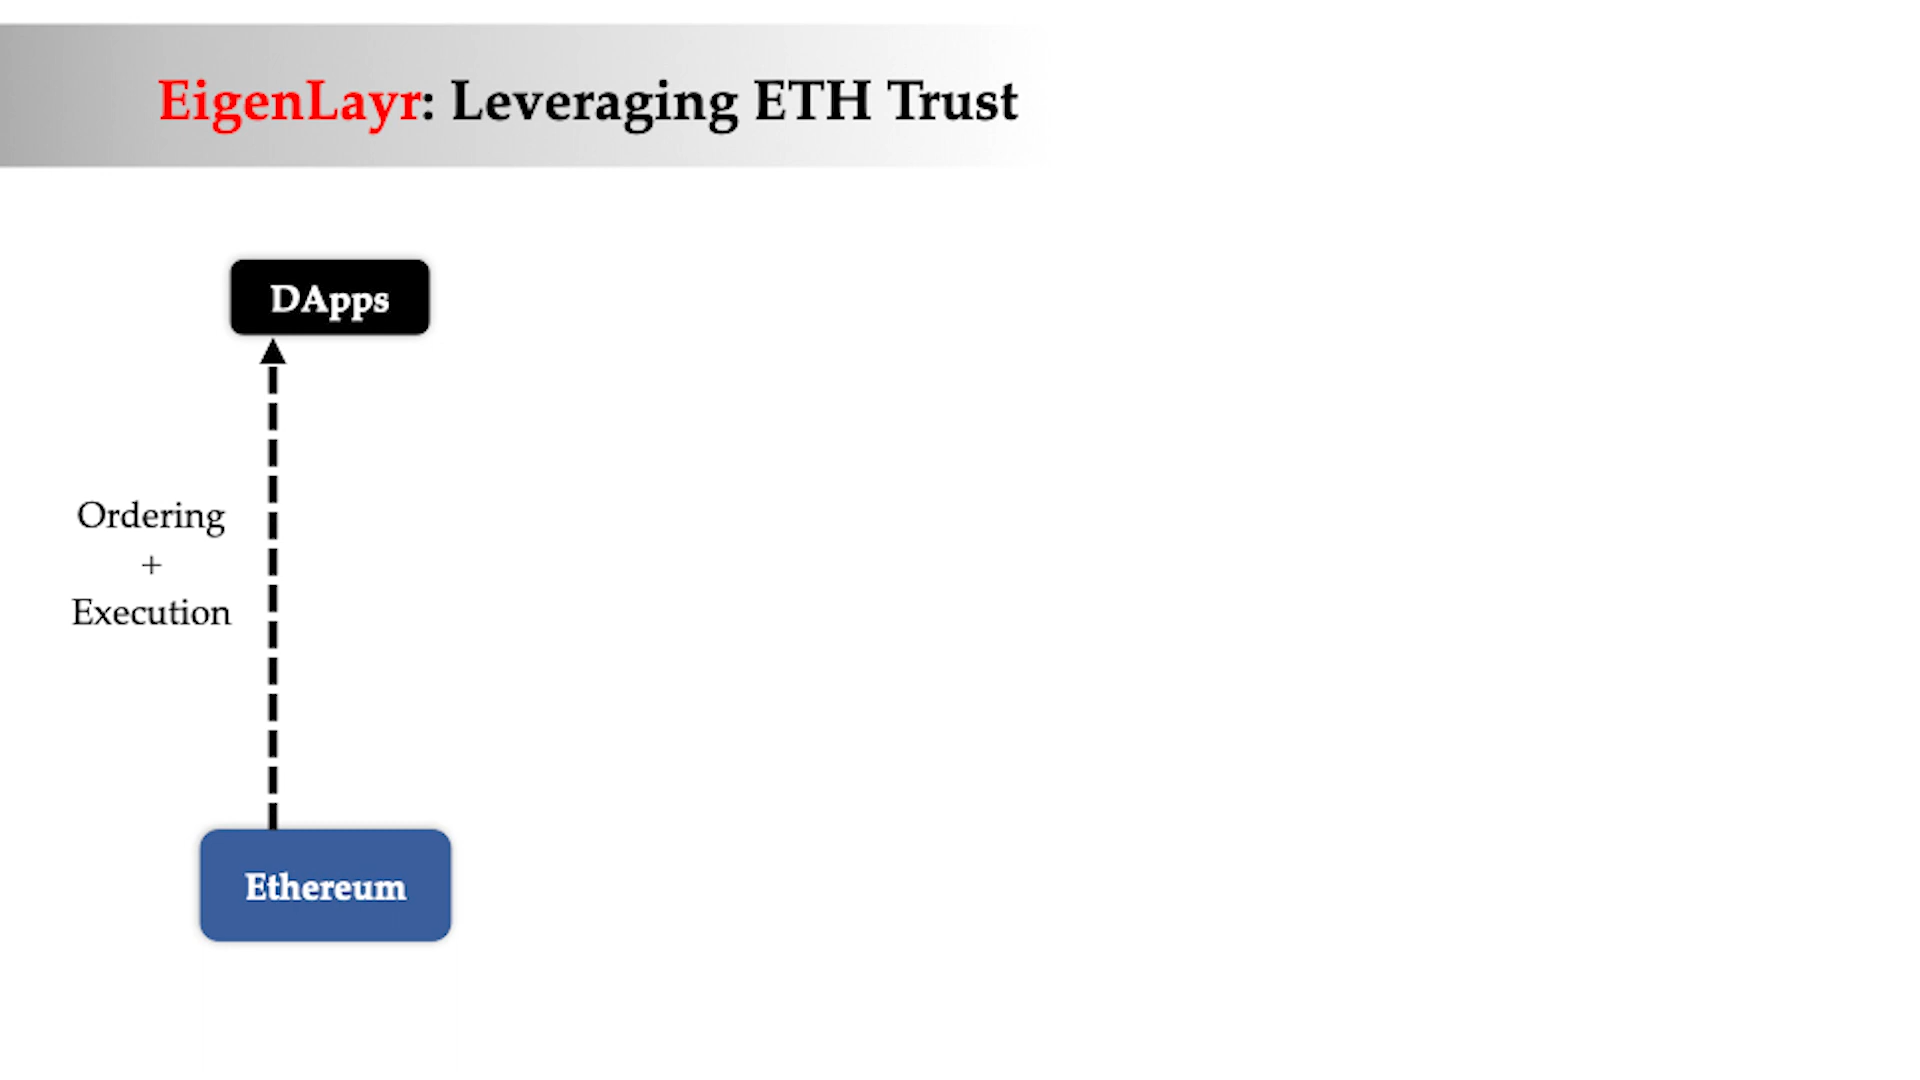 EigenLayr: Leveraging ETH Trust
DApps
Ordering
+
Execution
Ethereum